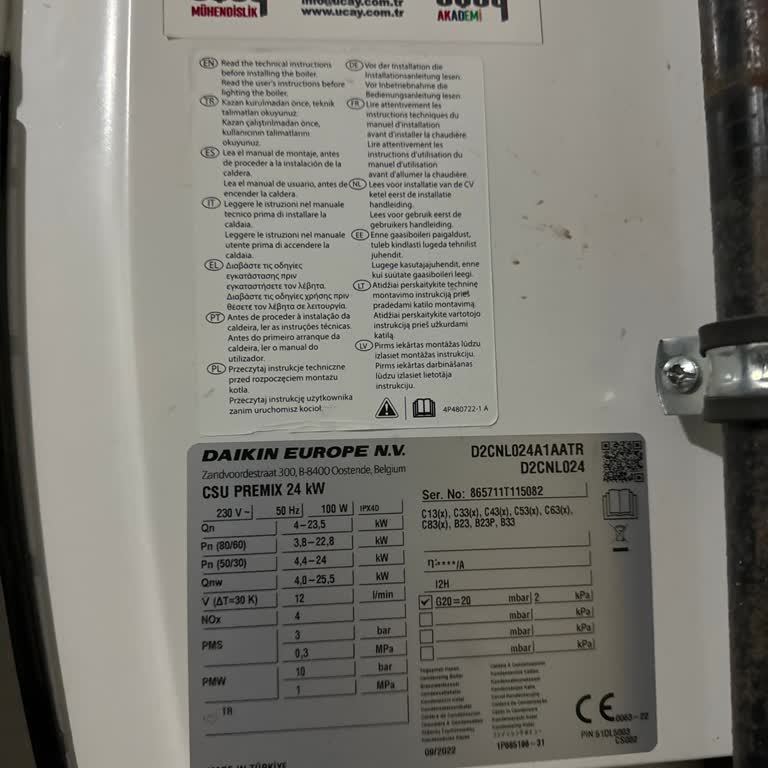 MÜHENDİSLİK
www.ucay.com.tr
AKADEMİ
EN Read the technical instructions
before installing the boiler.
Read the user's instructions before
lighting the boiler.
TR Kazan kurulmadan önce, teknik
talimatları okuyunuz.
Kazan çalıştırılmadan önce,
kullanıcının talimatlarını
okuyunuz.
ES Lea el manual de montaje, antes
de proceder a la instalación de la
caldera.
Lea el manual de usuario, antes de
encender la caldera.
IT Leggere le istruzioni nel manuale
tecnico prima di installare la
caldaia.
Leggere le istruzioni nel manuale
utente prima di accendere la
caldaia.
EL Διαβάστε τις οδηγίες
εγκατάστασης πριν
εγκαταστήσετε τον λέβητα.
Διαβάστε τις οδηγίες χρήσης πριν
θέσετε τον λέβητα σε λειτουργία.
PT Antes de proceder à instalação da
caldeira, ler as instruções técnicas.
Antes do primeiro arranque da
caldeira, ler o manual do
utilizador.
PL Przeczytaj instrukcje techniczne
przed rozpoczęciem montażu
kotła.
Przeczytaj instrukcję użytkownika
zanim uruchomisz kocioł.
DE Vor der Installation die
Installationsanleitung lesen.
Vor Inbetriebnahme die
Bedienungsanleitung lesen.
FR Lire attentivement les
instructions techniques du
manuel d'installation
avant d'installer la chaudière.
Lire attentivement les
instructions d'utilisation du
manuel d'utilisation
avant d'allumer la chaudière.
NL Lees voor installatie van de CV
ketel eerst de installatie
handleiding.
Lees voor gebruik eerst de
gebruikers handleiding.
EE Enne gaasiboileri paigaldust,
tuleb kindlasti lugeda tehnilist
juhendit.
Lugege kasutajajuhendit, enne
kui süütate gaasiboileri leegi.
LT Atidžiai perskaitykite techninę
montavimo instrukciją prieš
pradėdami katilo montavimą.
Atidžiai perskaitykite vartotojo
instrukciją prieš užkurdami
katilą.
LV Pirms iekārtas montāžas lūdzu
izlasiet montāžas instrukciju.
Pirms iekārtas darbināšanas
lūdzu izlasiet lietotāja
instrukciju.
4P480722-1 A
DAIKIN EUROPE N.V.
Zandvoordestraat 300, B-8400 Oostende, Belgium
CSU PREMIX 24 kW
D2CNL024A1AATR
D2CNL024
Ser. No: 865711T115082
230 V~ 50 Hz 100 W IPX4D
Qn 4-23,5 kW
Pn (80/60) 3,8-22,8 kW
Pn (50/30) 4,4-24 kW
Qnw 4,0-25,5 kW
V (ΔT=30 K) 12 l/min
NOx 4
PMS 3 bar
0,3 MPa
PMW 10 bar
1 MPa
TR
C13(x), C33(x), C43(x), C53(x), C63(x),
C83(x), B23, B23P, B33
η:****/A
I2H
G20=20 mbar 2 kPa
mbar kPa
mbar kPa
mbar kPa
09/2022
1P665100-31
CE 0063-22
PIN 51DL5003
CS002
MADE IN TÜRKİYE